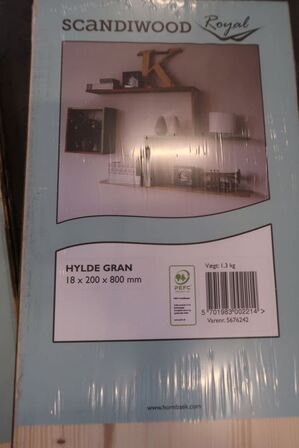 SCANDIWOOD Royal
K
HYLDE GRAN
18 x 200 x 800 mm
PEFC
Vægt: 1,3 kg
5 701983 002214 >
Varenr. 5676242
www.hornbaek.com